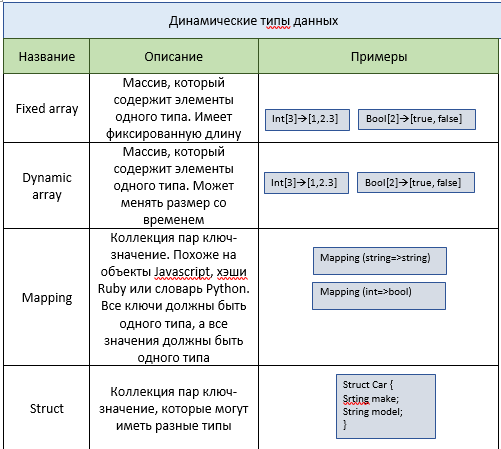 Динамические типы данных
Название Описание Примеры
Fixed array
Массив, который
содержит элементы
одного типа. Имеет
фиксированную длину
Int[3]→[1,2.3] Bool[2]→[true, false]
Dynamic
array
Массив, который
содержит элементы
одного типа. Может
менять размер со
временем
Int[3]→[1,2.3] Bool[2]→[true, false]
Mapping
Коллекция пар ключ-
значение. Похоже на
объекты Javascript, хэши
Ruby или словарь Python.
Все ключи должны быть
одного типа, а все
значения должны быть
одного типа
Mapping (string=>string)
Mapping (int=>bool)
Struct
Коллекция пар ключ-
значение, которые могут
иметь разные типы
Struct Car {
Srting make;
String model;
}